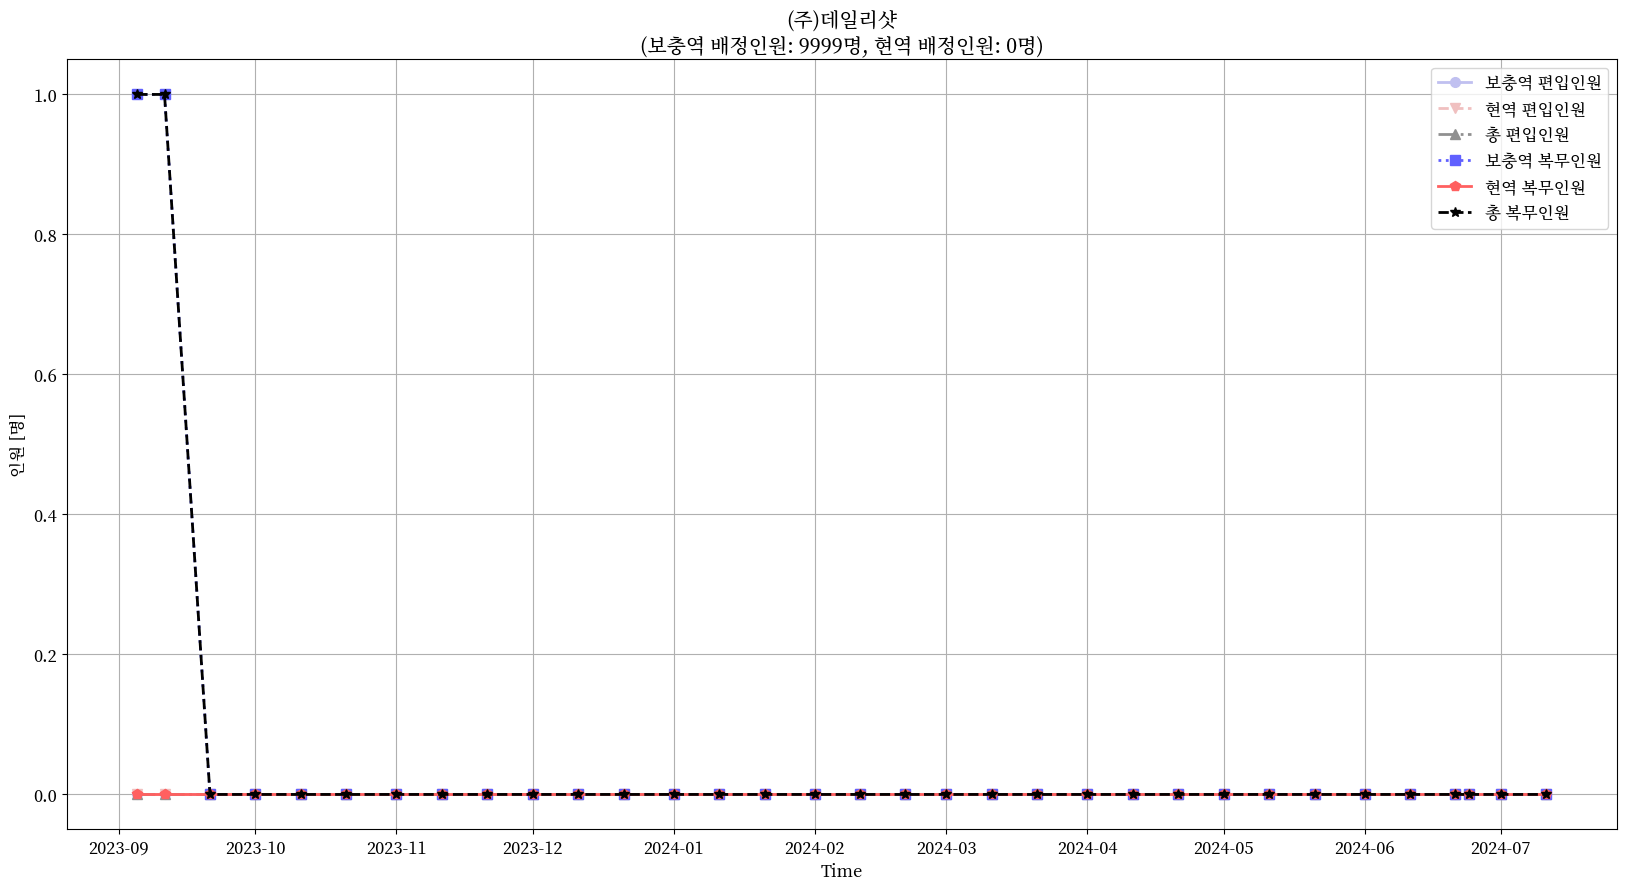 (주)데일리샷
(보충역 배정인원: 9999명, 현역 배정인원: 0명)
보충역 편입인원
현역 편입인원
총 편입인원
보충역 복무인원
현역 복무인원
총 복무인원
인원 [명]
1.0
0.8
0.6
0.4
0.2
0.0
2023-09 2023-10 2023-11 2023-12 2024-01 2024-02 2024-03 2024-04 2024-05 2024-06 2024-07
Time